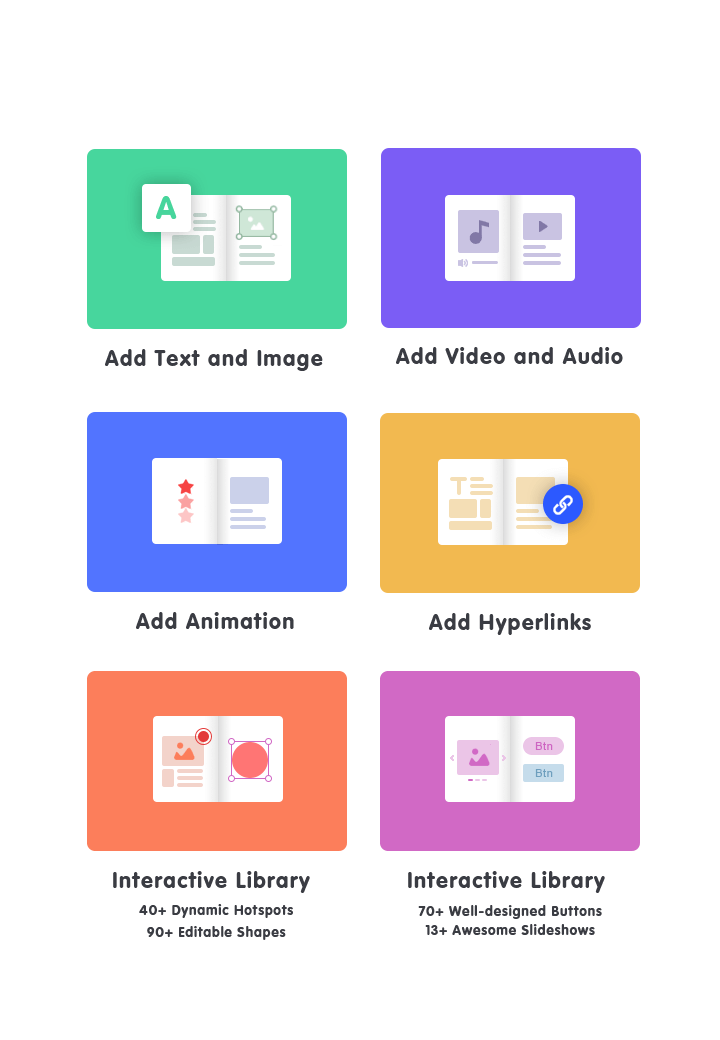 A
Add Text and Image
Add Video and Audio
T
Add Animation
Add Hyperlinks
Btn
Btn
Interactive Library
40+ Dynamic Hotspots
90+ Editable Shapes
Interactive Library
70+ Well-designed Buttons
13+ Awesome Slideshows